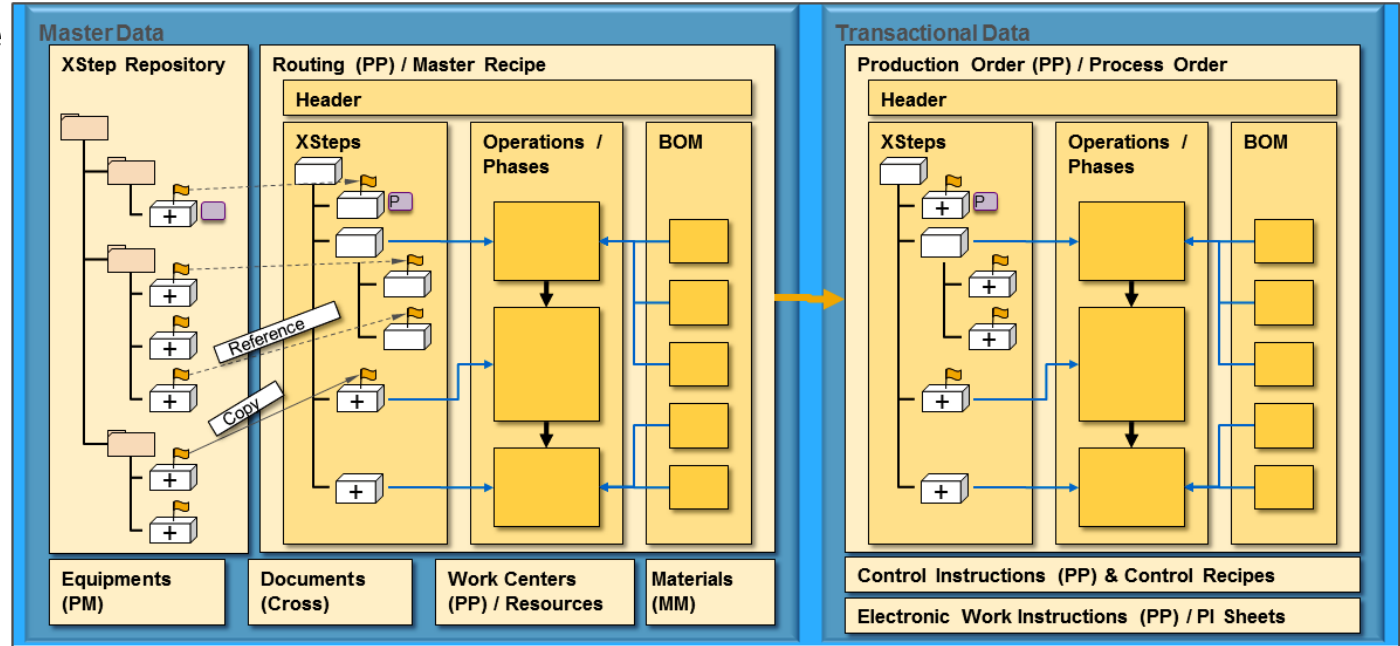 Master Data
XStep Repository
Routing (PP) / Master Recipe
Header
XSteps
Operations /
Phases
BOM
P
Reference
Copy
Equipments
(PM)
Documents
(Cross)
Work Centers
(PP) / Resources
Materials
(MM)
Transactional Data
Production Order (PP) / Process Order
Header
XSteps
Operations /
Phases
BOM
P
Control Instructions (PP) & Control Recipes
Electronic Work Instructions (PP) / PI Sheets